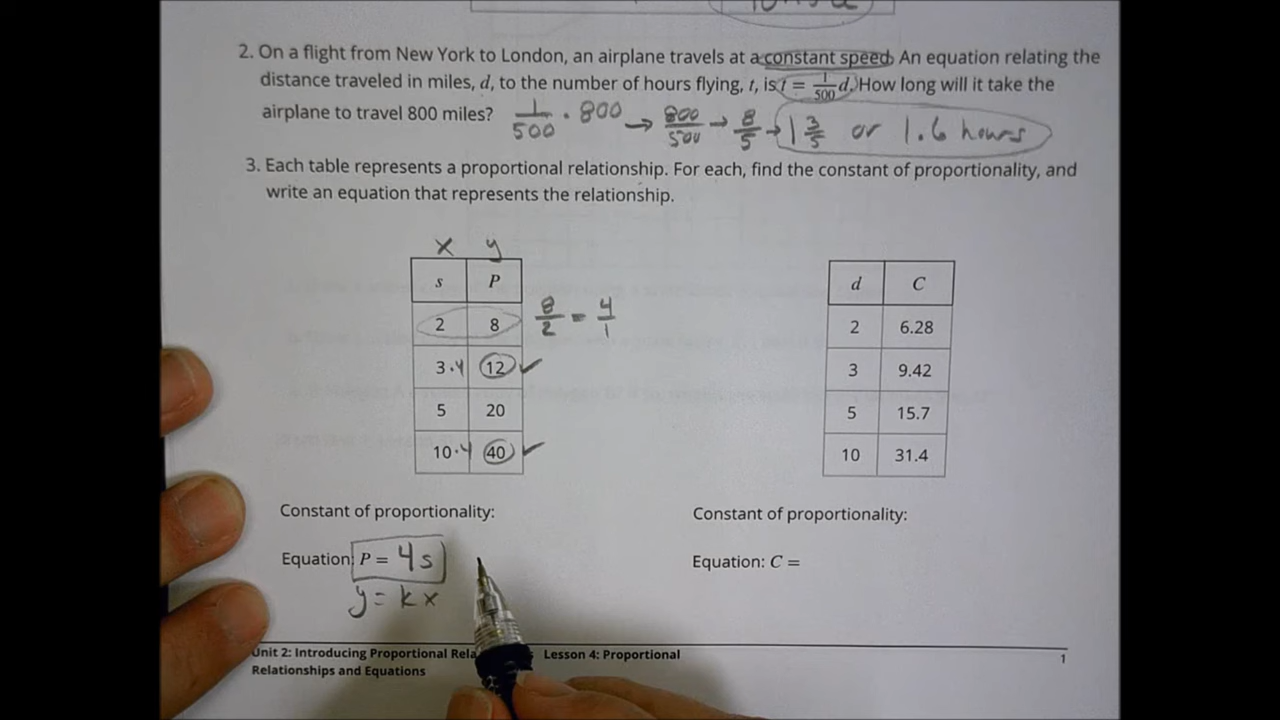 2. On a flight from New York to London, an airplane travels at a constant speed. An equation relating the
distance traveled in miles, d, to the number of hours flying, t, is t = 1/500 d. How long will it take the
airplane to travel 800 miles? 1/500 · 800 → 800/500 → 8/5 → 1 3/5 or 1.6 hours
3. Each table represents a proportional relationship. For each, find the constant of proportionality, and
write an equation that represents the relationship.
x y
s P
2 8 8/2 = 4/1
3·4 12 ✓
5 20
10·4 40 ✓
d C
2 6.28
3 9.42
5 15.7
10 31.4
Constant of proportionality:
Equation: P = 4s
y = kx
Constant of proportionality:
Equation: C =
Unit 2: Introducing Proportional Lesson 4: Proportional
Relationships and Equations
1